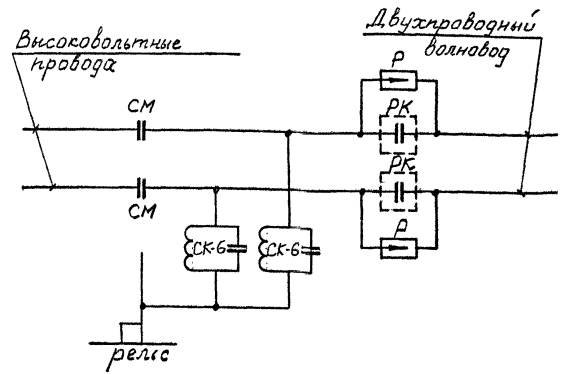 Высоковольтные
провода
Двухпроводный
волновод
Р
СМ
РК
РК
СМ
Р
СК-6
СК-6
рельс